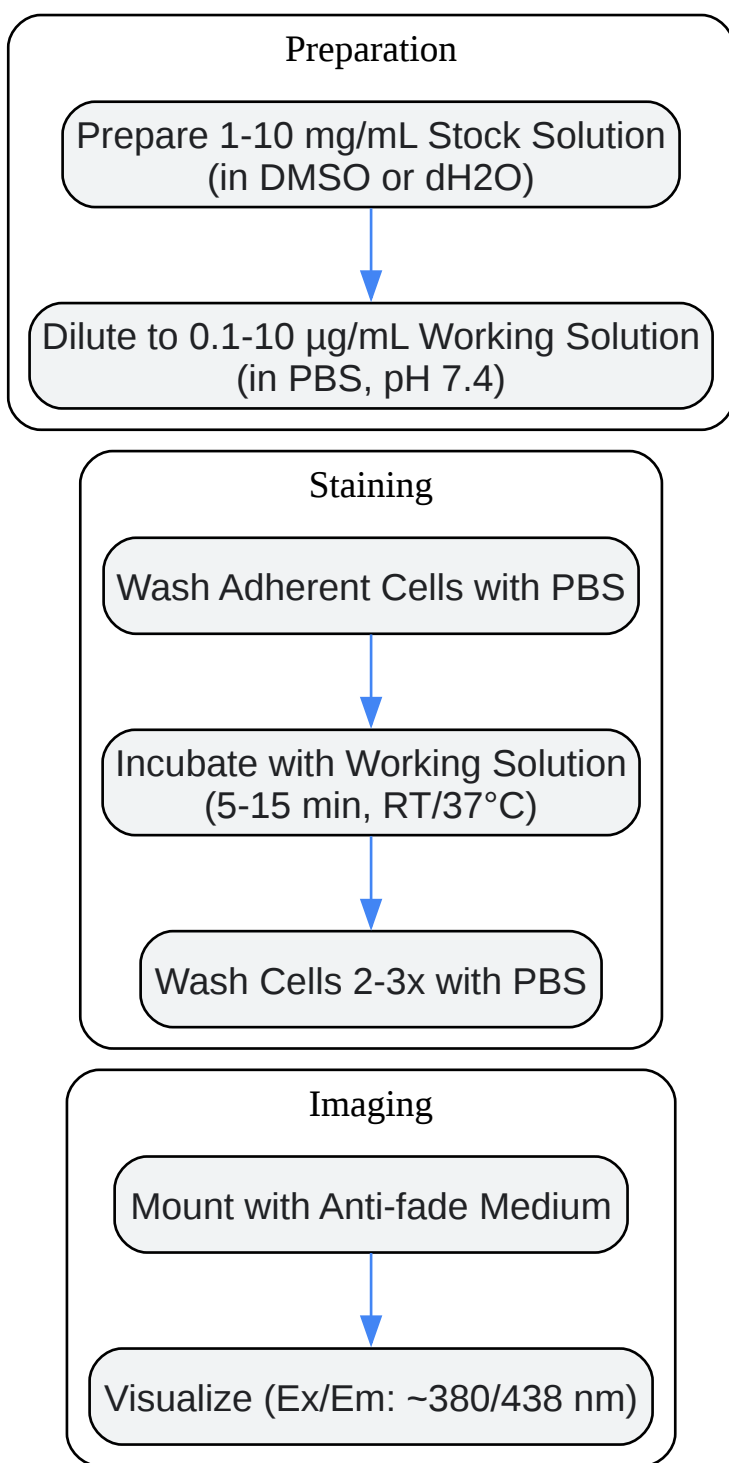 Preparation
Prepare 1-10 mg/mL Stock Solution
(in DMSO or dH2O)
Dilute to 0.1-10 µg/mL Working Solution
(in PBS, pH 7.4)
Staining
Wash Adherent Cells with PBS
Incubate with Working Solution
(5-15 min, RT/37°C)
Wash Cells 2-3x with PBS
Imaging
Mount with Anti-fade Medium
Visualize (Ex/Em: ~380/438 nm)